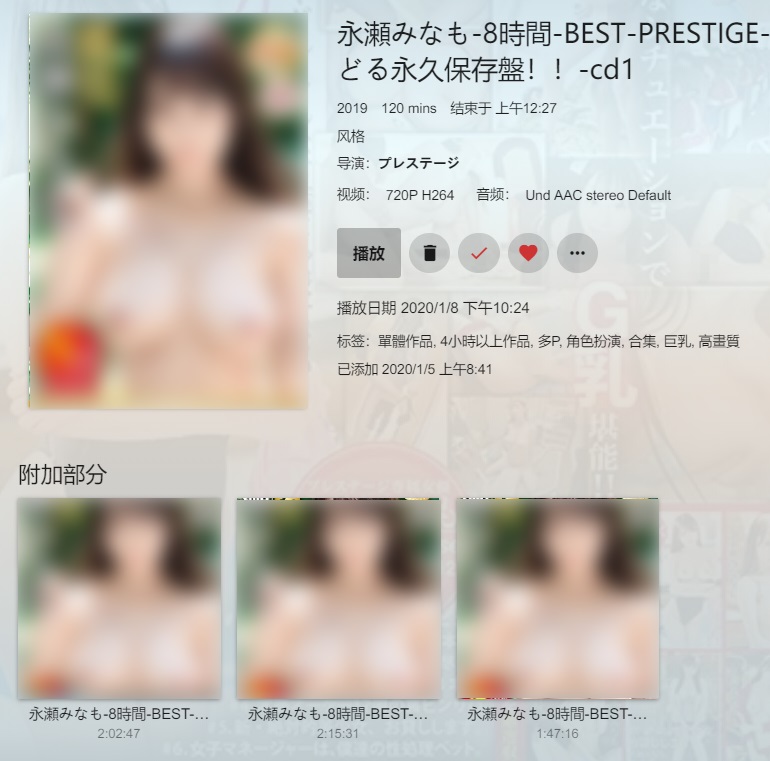 永瀬みなも-8時間-BEST-PRESTIGE-
どる永久保存盤！！-cd1
2019 120 mins 结束于 上午12:27
风格
导演： プレステージ
视频： 720P H264 音频： Und AAC stereo Default
播放
播放日期 2020/1/8 下午10:24
标签： 單體作品, 4小時以上作品, 多P, 角色扮演, 合集, 巨乳, 高畫質
已添加 2020/1/5 上午8:41
附加部分
永瀬みなも-8時間-BEST-... 永瀬みなも-8時間-BEST-... 永瀬みなも-8時間-BEST-...
2:02:47 2:15:31 1:47:16